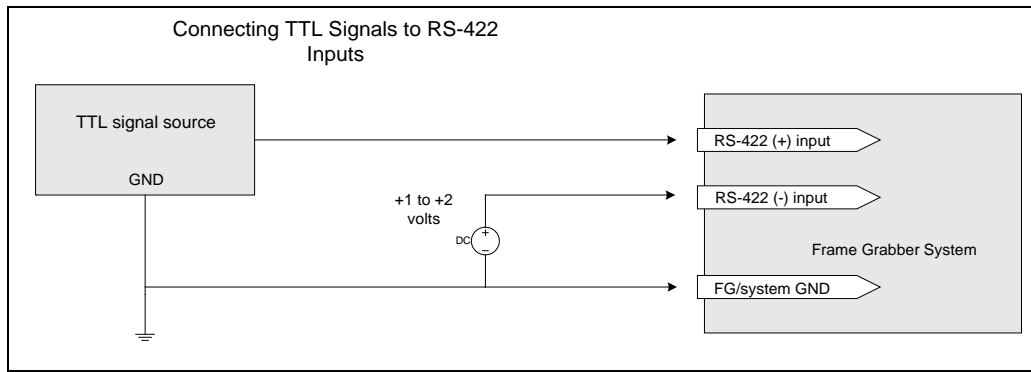 Connecting TTL Signals to RS-422
Inputs
TTL signal source
GND
+1 to +2
volts
DC
+
−
RS-422 (+) input
RS-422 (-) input
Frame Grabber System
FG/system GND